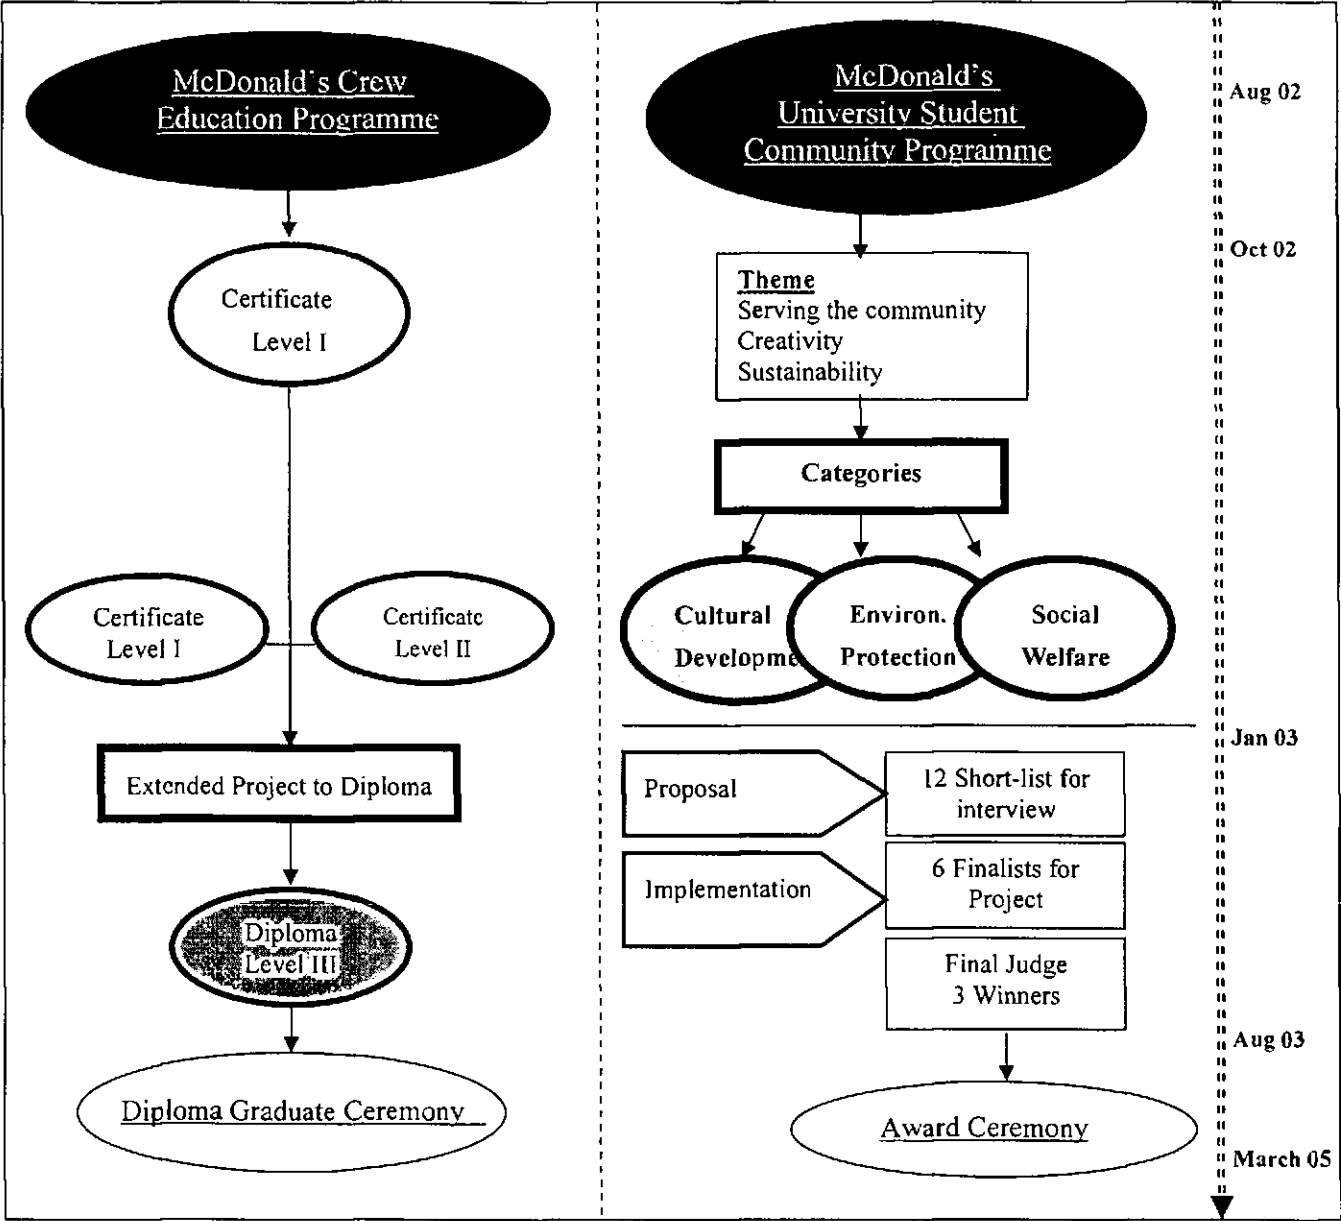 McDonald's Crew
Education Programme
Certificate
Level I
Certificate
Level I
Certificate
Level II
Extended Project to Diploma
Diploma
Level III
Diploma Graduate Ceremony
McDonald's
University Student
Community Programme
Theme
Serving the community
Creativity
Sustainability
Categories
Cultural
Developme
Environ.
Protection
Social
Welfare
Proposal
12 Short-list for
interview
Implementation
6 Finalists for
Project
Final Judge
3 Winners
Award Ceremony
Aug 02
Oct 02
Jan 03
Aug 03
March 05